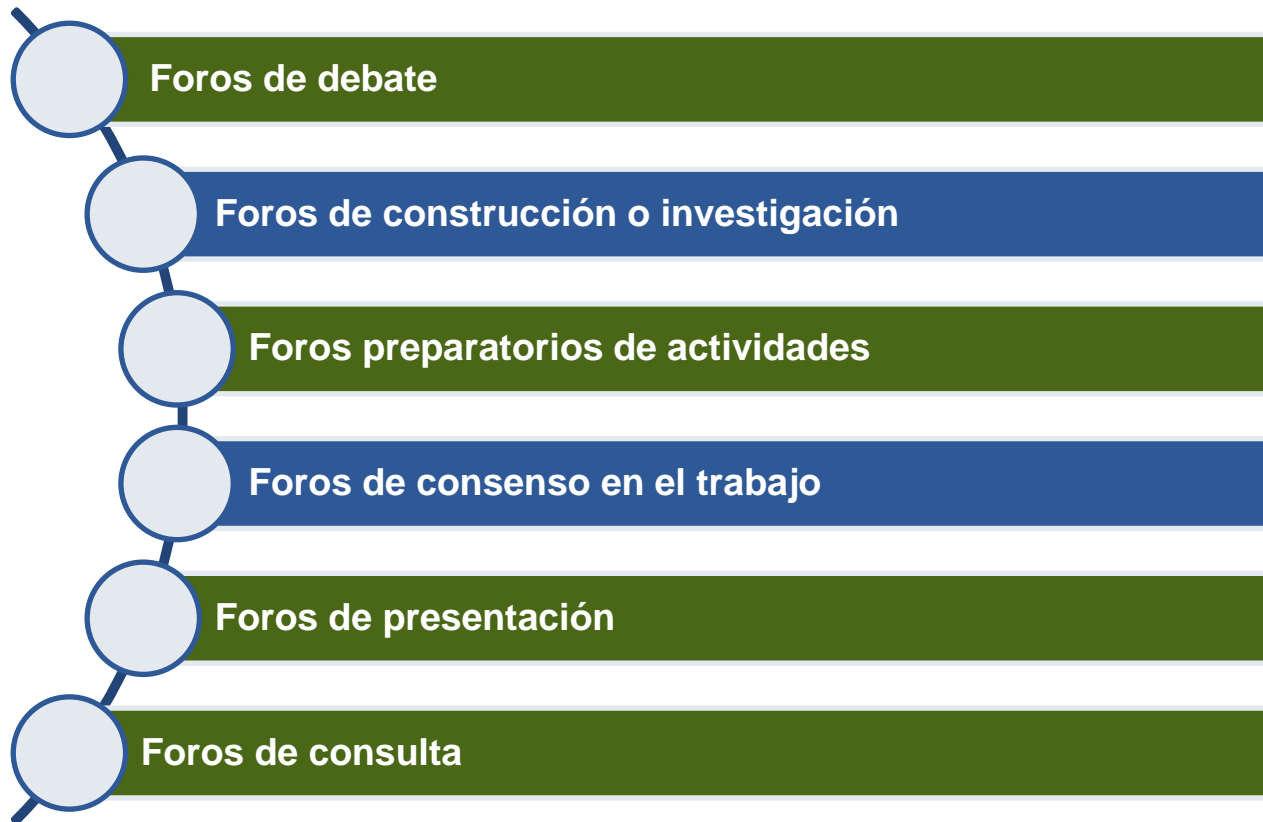 Foros de debate
Foros de construcción o investigación
Foros preparatorios de actividades
Foros de consenso en el trabajo
Foros de presentación
Foros de consulta